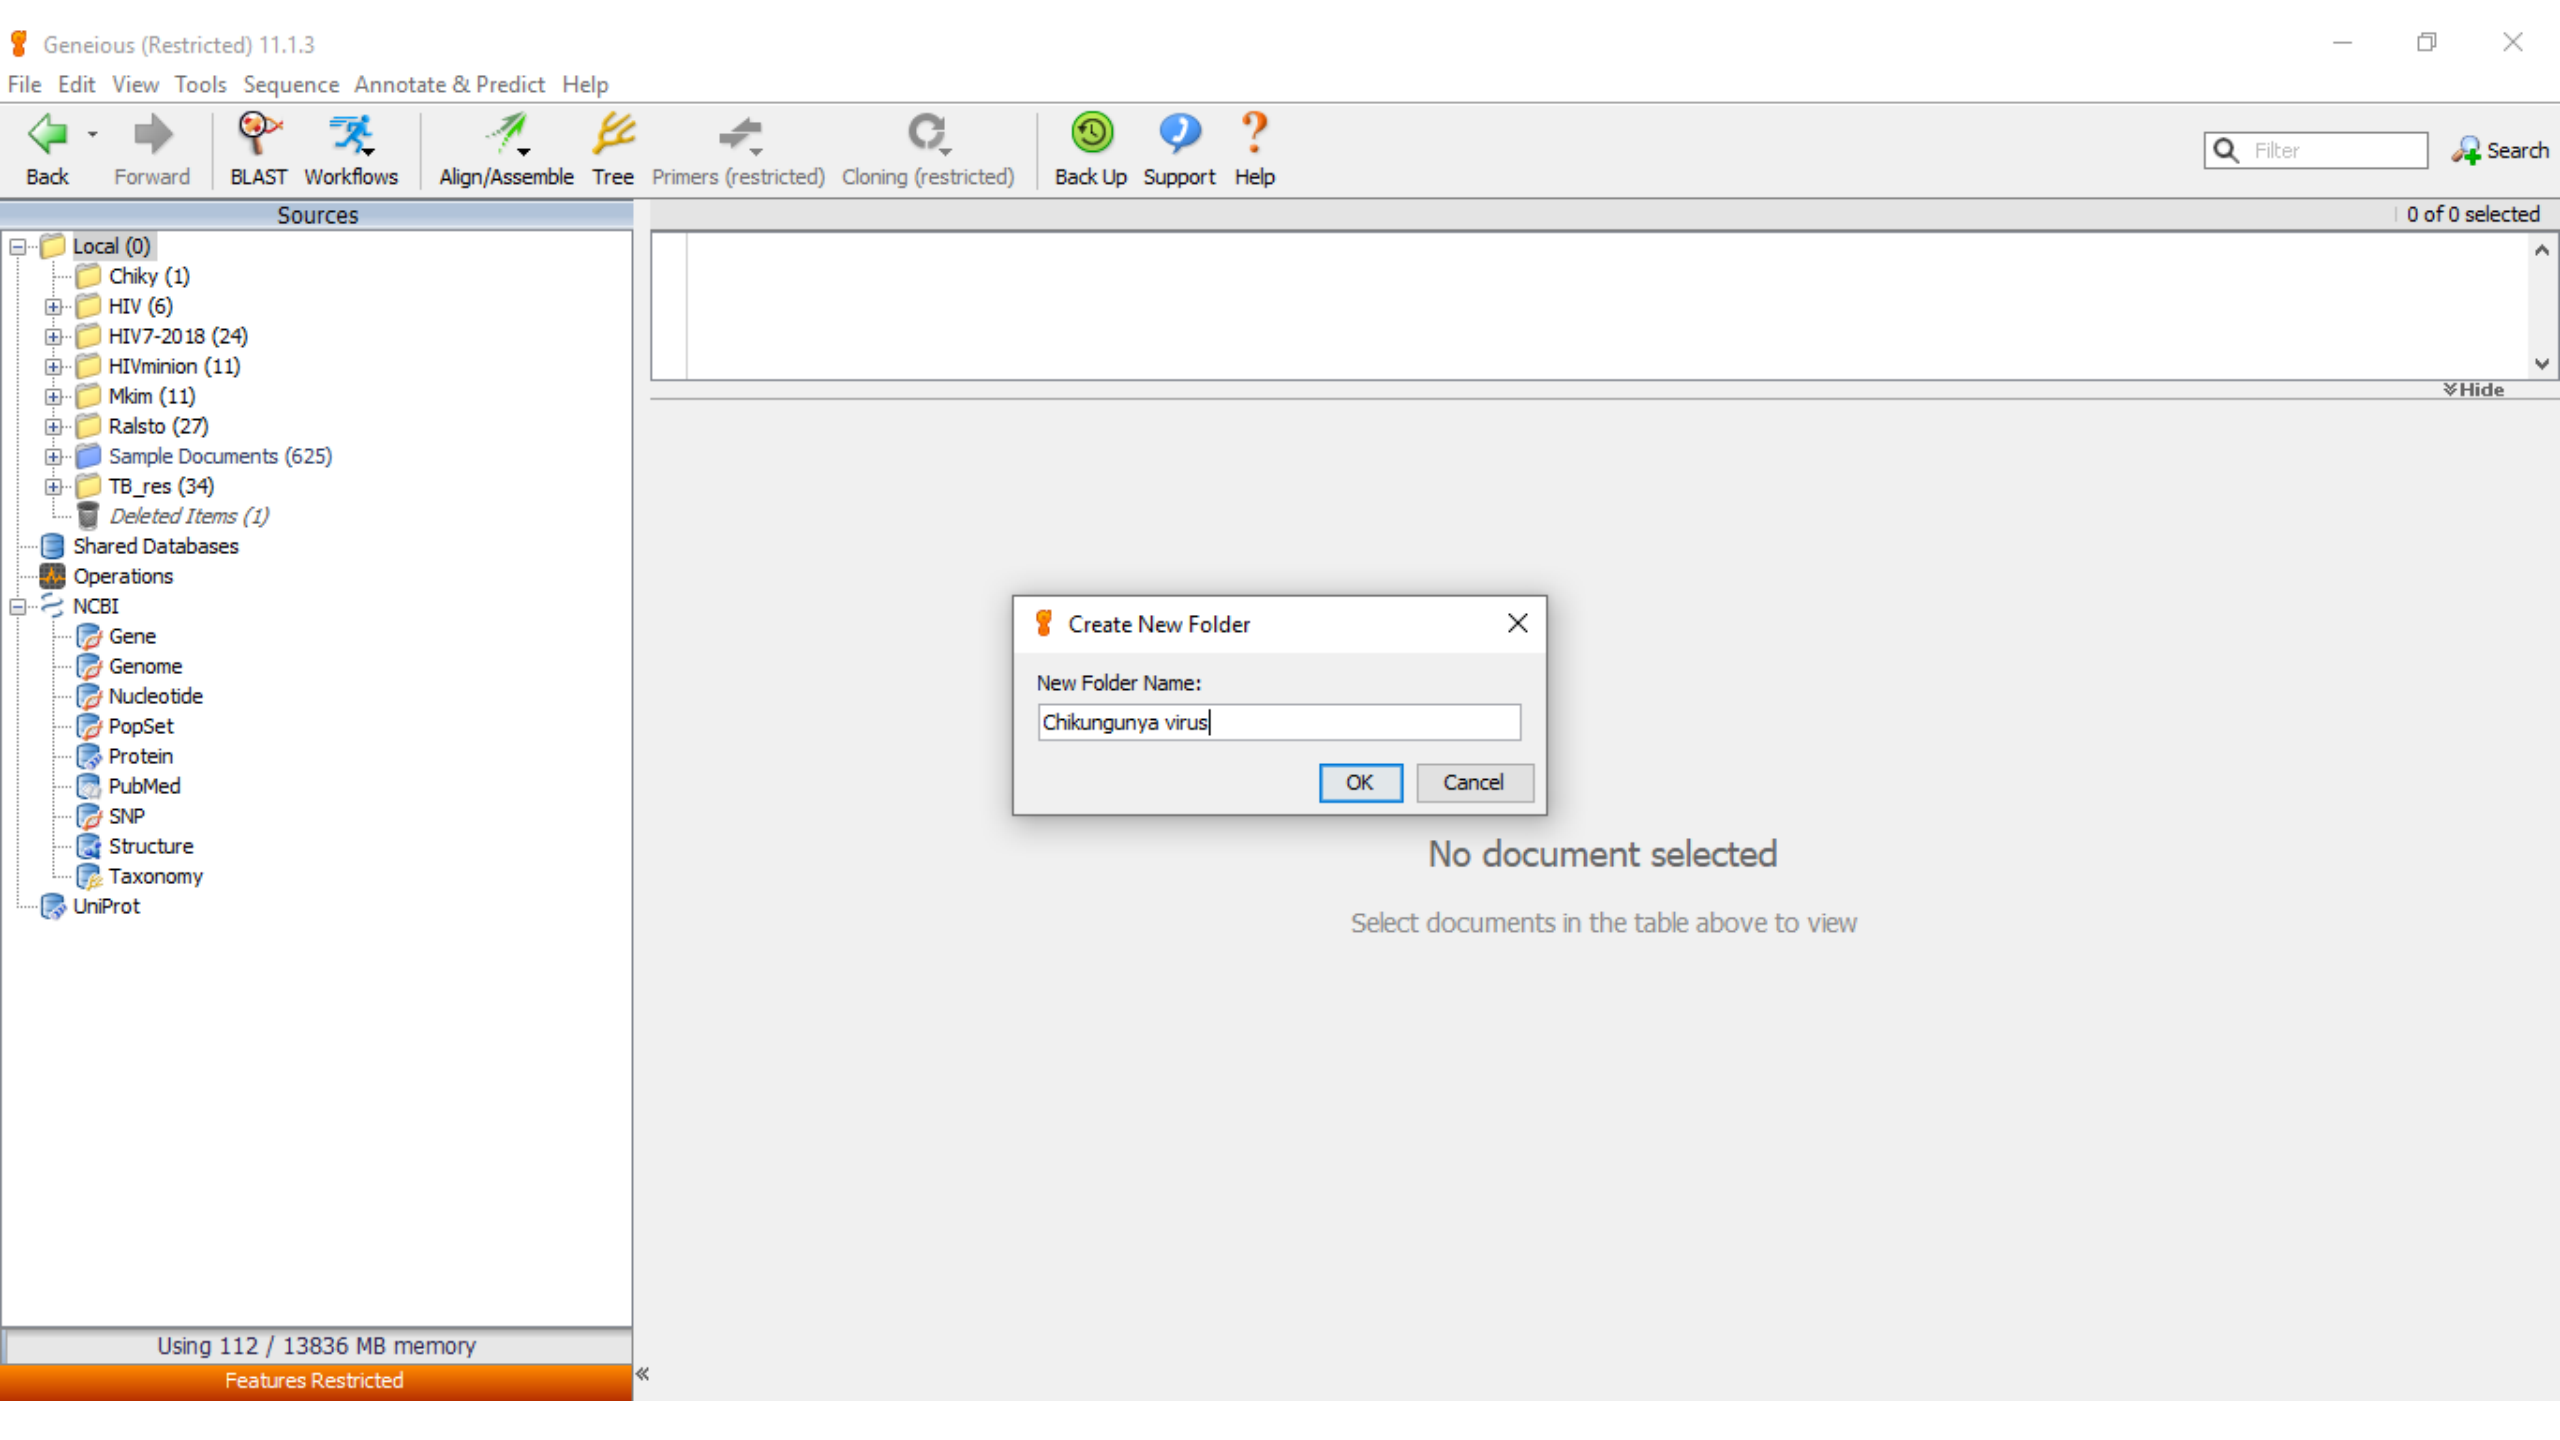 Geneious (Restricted) 11.1.3
File Edit View Tools Sequence Annotate & Predict Help
Back Forward BLAST Workflows Align/Assemble Tree Primers (restricted) Cloning (restricted) Back Up Support Help Filter Search
Sources
0 of 0 selected
Local (0)
Chiky (1)
HIV (6)
HIV7-2018 (24)
HIVminion (11)
Mkim (11)
Ralsto (27)
Sample Documents (625)
TB_res (34)
Deleted Items (1)
Shared Databases
Operations
NCBI
Gene
Genome
Nucleotide
PopSet
Protein
PubMed
SNP
Structure
Taxonomy
UniProt
Hide
Create New Folder
New Folder Name:
Chikungunya virus
OK Cancel
No document selected
Select documents in the table above to view
Using 112 / 13836 MB memory
Features Restricted